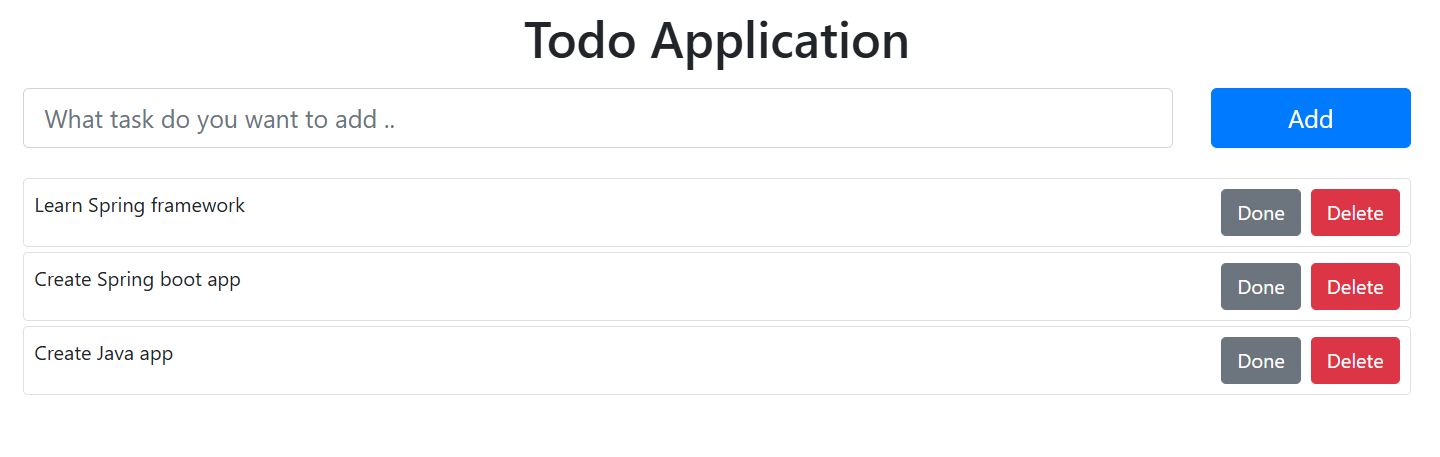 Todo Application
What task do you want to add ..
Add
Learn Spring framework
Done
Delete
Create Spring boot app
Done
Delete
Create Java app
Done
Delete